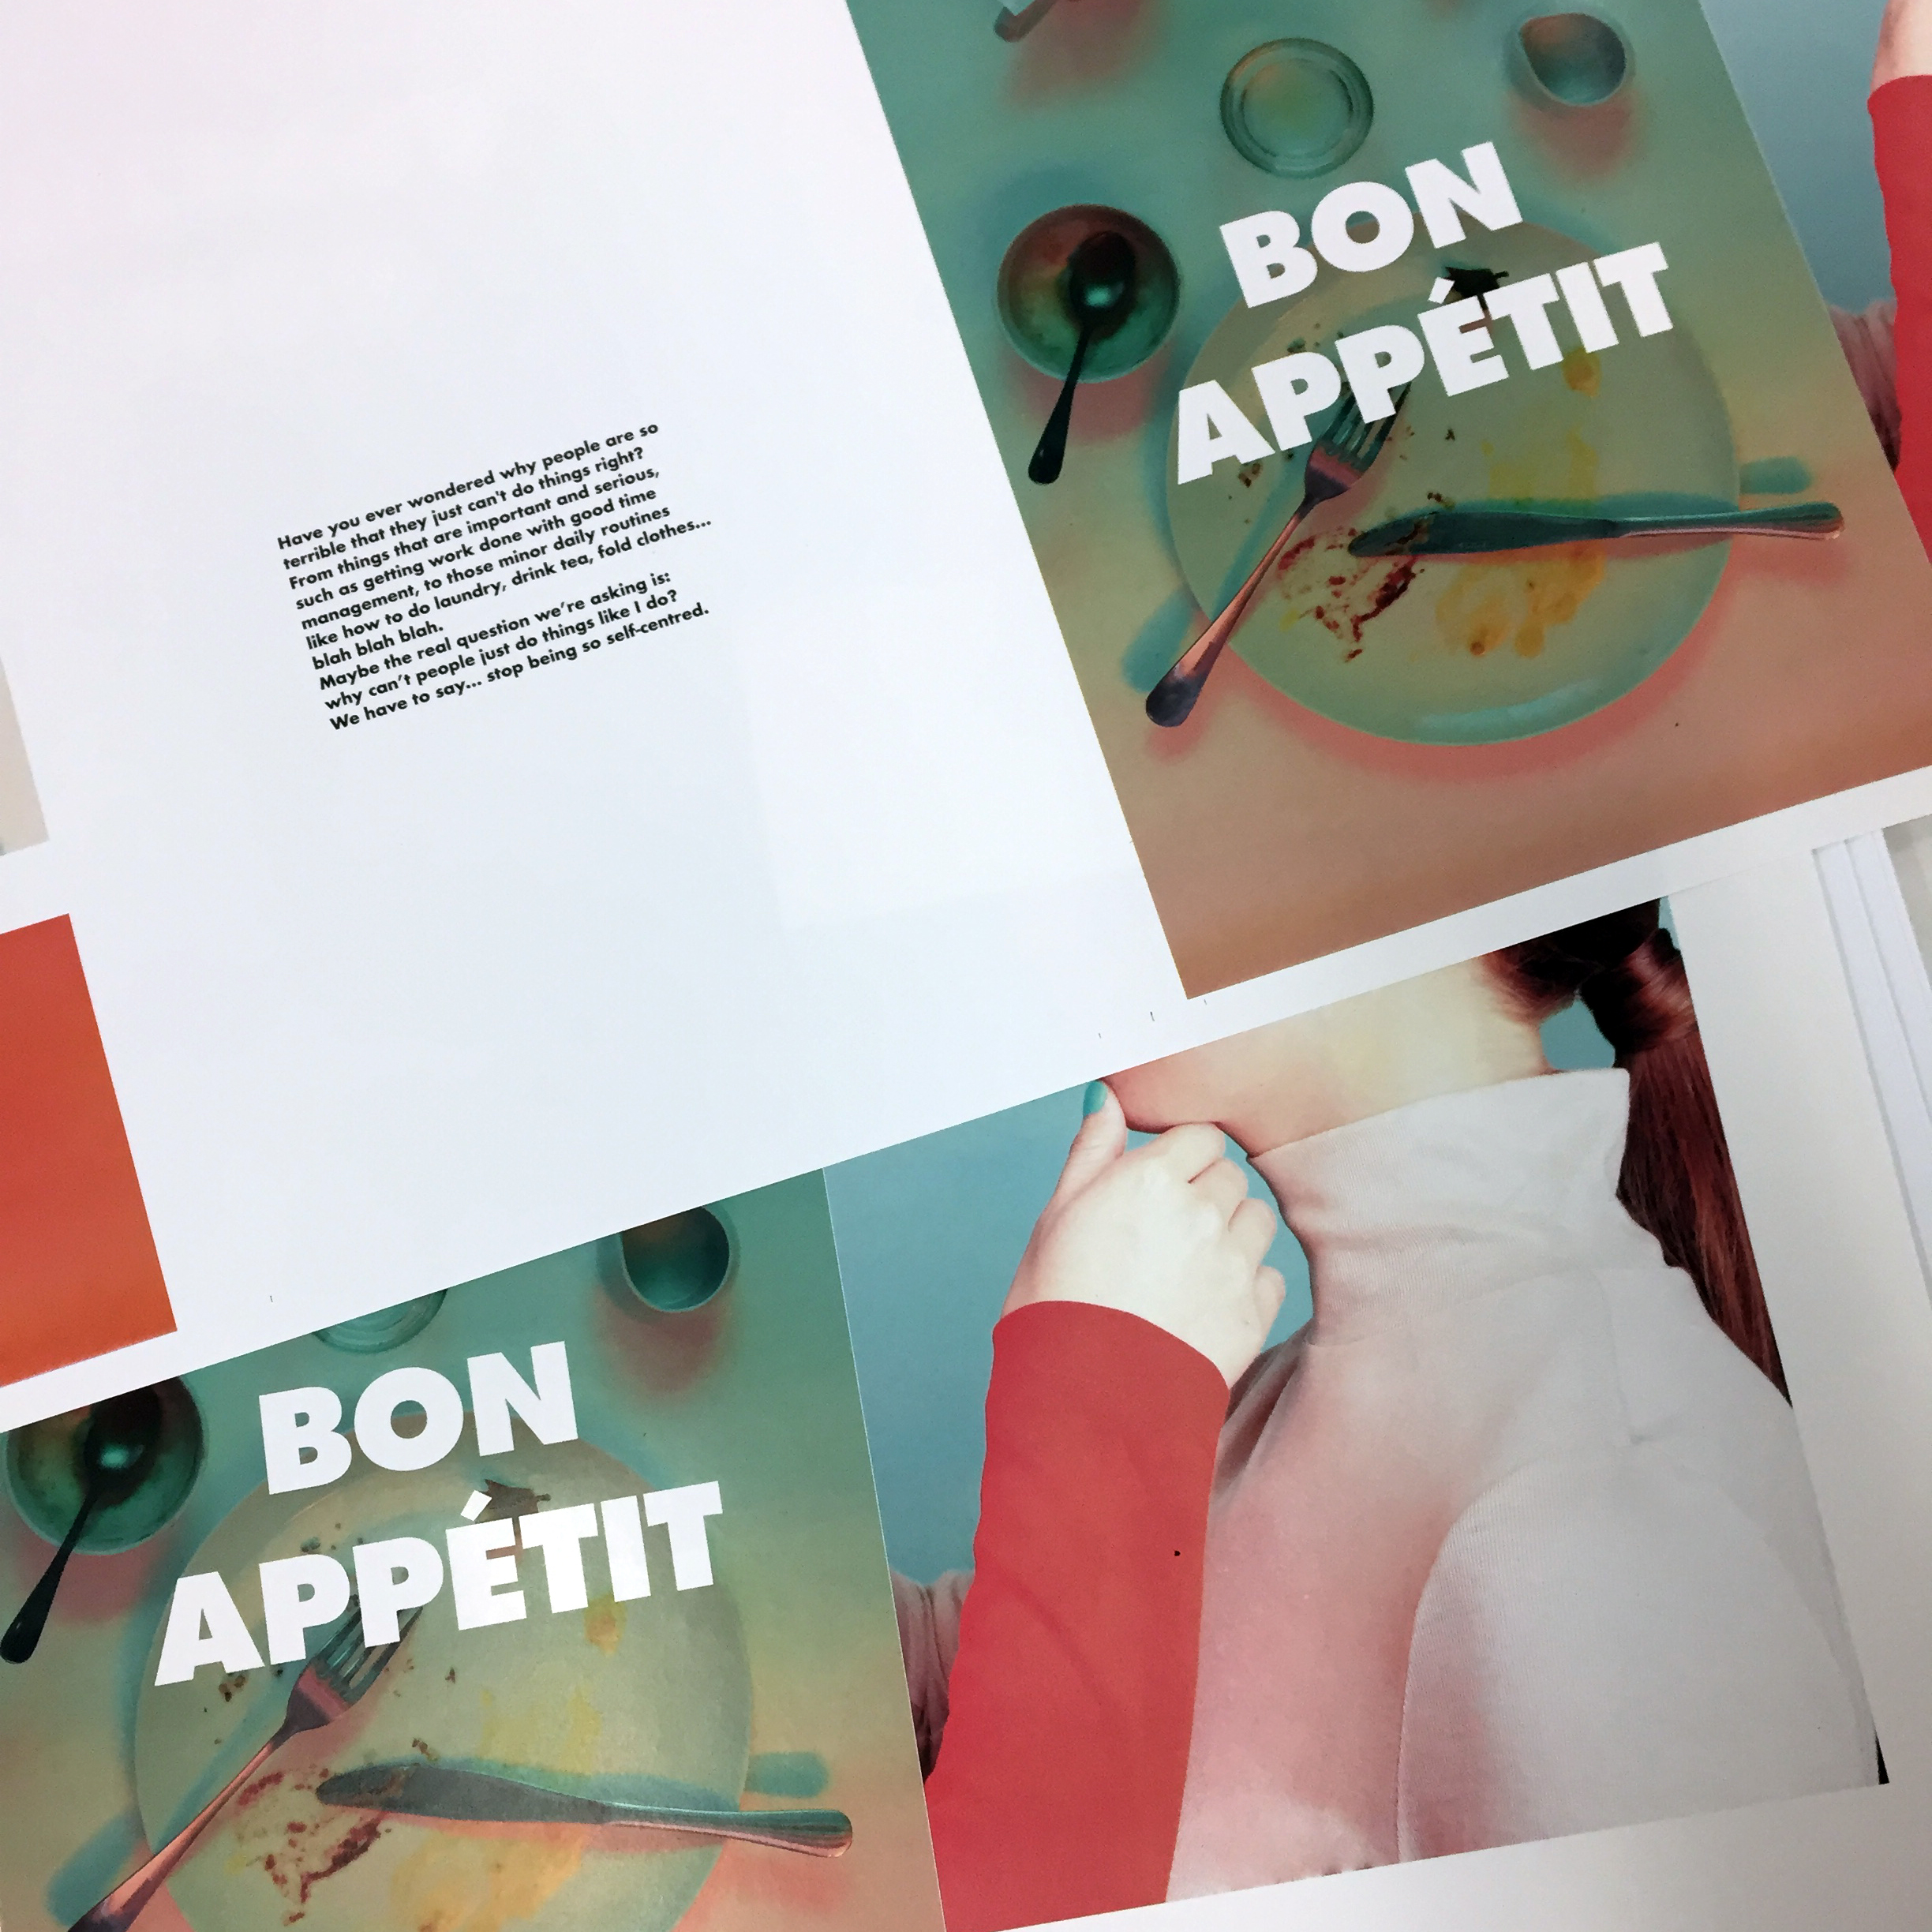 Have you ever wondered why people are so
terrible that they just can't do things right?
From things that are important and serious,
such as getting work done with good time
management, to those minor daily routines
like how to do laundry, drink tea, fold clothes...
blah blah blah.
Maybe the real question we're asking is:
why can't people just do things like I do?
We have to say... stop being so self-centred.
BON
APPÉTIT
BON
APPÉTIT